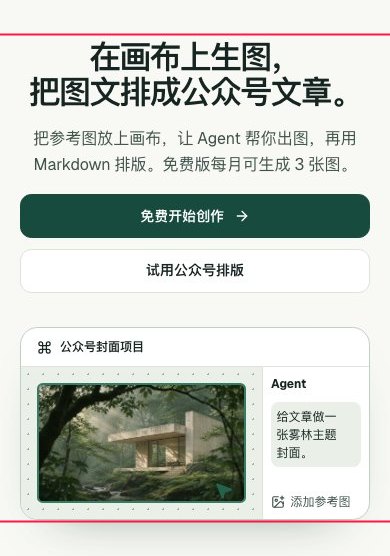 在画布上生图，
把图文排成公众号文章。
把参考图放上画布，让 Agent 帮你出图，再用
Markdown 排版。免费版每月可生成 3 张图。
免费开始创作 →
试用公众号排版
⌘ 公众号封面项目
Agent
给文章做一
张雾林主题
封面。
添加参考图